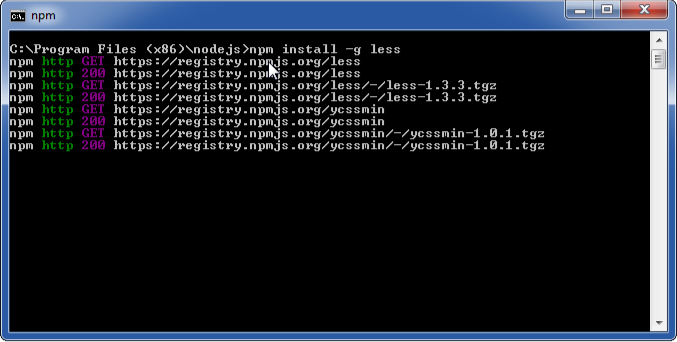 npm
C:\Program Files (x86)\nodejs>npm install -g less
npm http GET https://registry.npmjs.org/less
npm http 200 https://registry.npmjs.org/less
npm http GET https://registry.npmjs.org/less/-/less-1.3.3.tgz
npm http 200 https://registry.npmjs.org/less/-/less-1.3.3.tgz
npm http GET https://registry.npmjs.org/ycssmin
npm http 200 https://registry.npmjs.org/ycssmin
npm http GET https://registry.npmjs.org/ycssmin/-/ycssmin-1.0.1.tgz
npm http 200 https://registry.npmjs.org/ycssmin/-/ycssmin-1.0.1.tgz